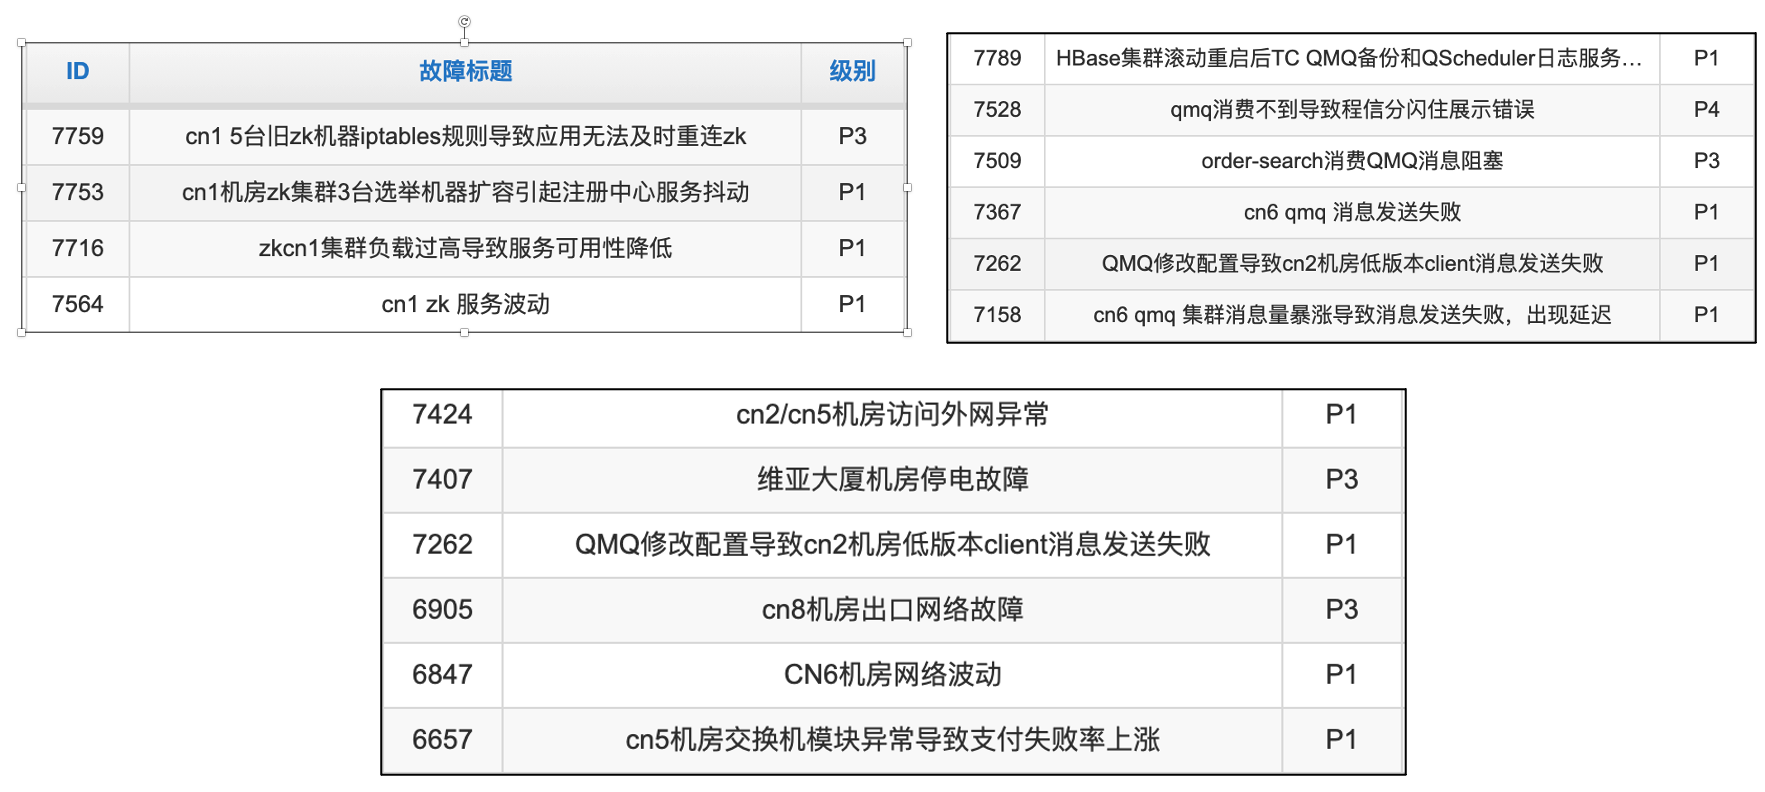 ID 故障标题 级别
7759 cn1 5台旧zk机器iptables规则导致应用无法及时重连zk P3
7753 cn1机房zk集群3台选举机器扩容引起注册中心服务抖动 P1
7716 zkcn1集群负载过高导致服务可用性降低 P1
7564 cn1 zk 服务波动 P1
7789 HBase集群滚动重启后TC QMQ备份和QScheduler日志服务... P1
7528 qmq消费不到导致程信分闪住展示错误 P4
7509 order-search消费QMQ消息阻塞 P3
7367 cn6 qmq 消息发送失败 P1
7262 QMQ修改配置导致cn2机房低版本client消息发送失败 P1
7158 cn6 qmq 集群消息量暴涨导致消息发送失败，出现延迟 P1
7424 cn2/cn5机房访问外网异常 P1
7407 维亚大厦机房停电故障 P3
7262 QMQ修改配置导致cn2机房低版本client消息发送失败 P1
6905 cn8机房出口网络故障 P3
6847 CN6机房网络波动 P1
6657 cn5机房交换机模块异常导致支付失败率上涨 P1